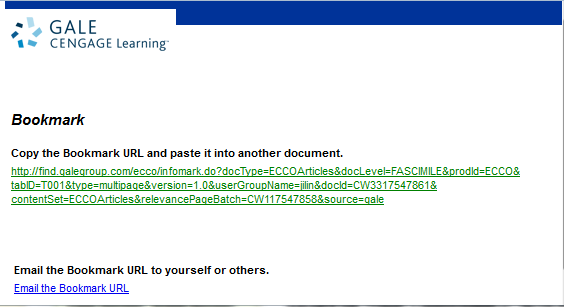 GALE
CENGAGE Learning™
Bookmark
Copy the Bookmark URL and paste it into another document.
http://find.galegroup.com/ecco/infomark.do?docType=ECCOArticles&docLevel=FASCIMILE&prodId=ECCO&
tabID=T001&type=multipage&version=1.0&userGroupName=jilin&docId=CW3317547861&
contentSet=ECCOArticles&relevancePageBatch=CW117547858&source=gale
Email the Bookmark URL to yourself or others.
Email the Bookmark URL